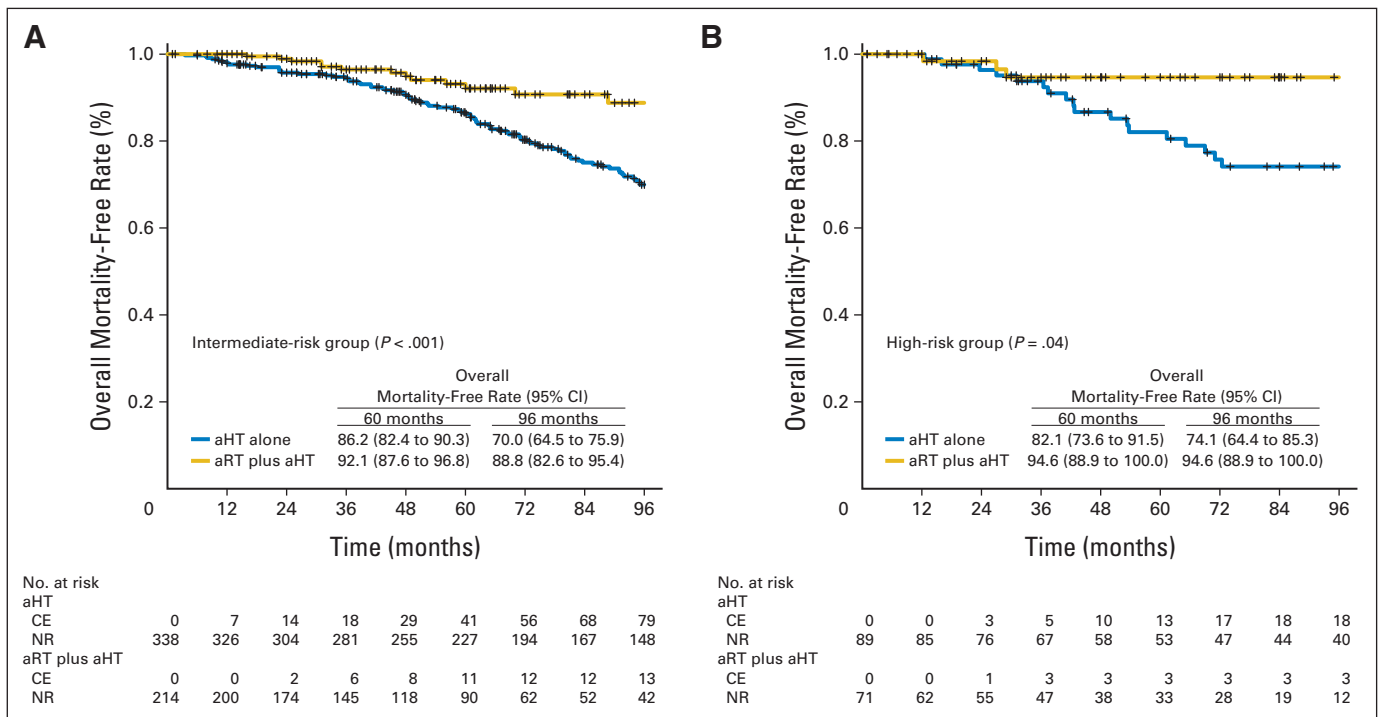 A
Overall Mortality-Free Rate (%)
1.0
0.8
0.6
0.4
0.2
Intermediate-risk group (P < .001)
Overall
Mortality-Free Rate (95% CI)
60 months 96 months
aHT alone 86.2 (82.4 to 90.3) 70.0 (64.5 to 75.9)
aRT plus aHT 92.1 (87.6 to 96.8) 88.8 (82.6 to 95.4)
0 12 24 36 48 60 72 84 96
Time (months)
No. at risk
aHT
CE 0 7 14 18 29 41 56 68 79
NR 338 326 304 281 255 227 194 167 148
aRT plus aHT
CE 0 0 2 6 8 11 12 12 13
NR 214 200 174 145 118 90 62 52 42
B
Overall Mortality-Free Rate (%)
1.0
0.8
0.6
0.4
0.2
High-risk group (P = .04)
Overall
Mortality-Free Rate (95% CI)
60 months 96 months
aHT alone 82.1 (73.6 to 91.5) 74.1 (64.4 to 85.3)
aRT plus aHT 94.6 (88.9 to 100.0) 94.6 (88.9 to 100.0)
0 12 24 36 48 60 72 84 96
Time (months)
No. at risk
aHT
CE 0 0 3 5 10 13 17 18 18
NR 89 85 76 67 58 53 47 44 40
aRT plus aHT
CE 0 0 1 3 3 3 3 3 3
NR 71 62 55 47 38 33 28 19 12